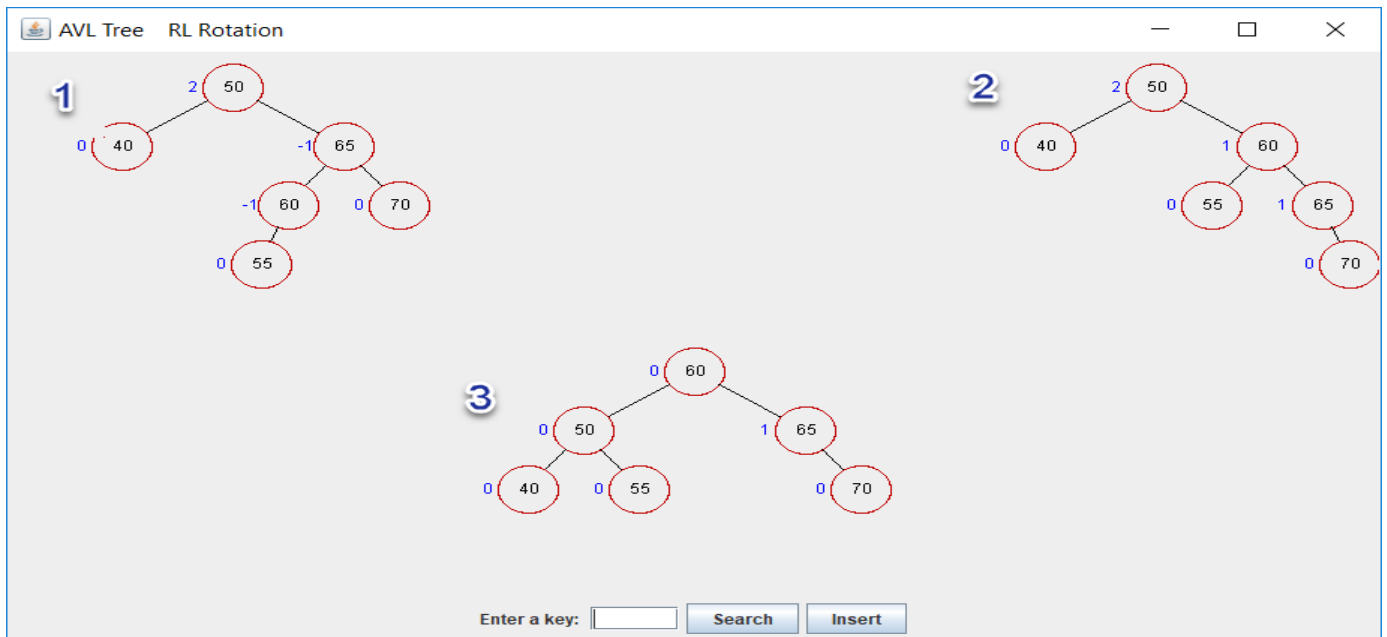 AVL Tree RL Rotation
1
2 50
0 40 -1 65
-1 60 0 70
0 55
2
2 50
0 40 1 60
0 55 1 65
0 70
3
0 60
0 50 1 65
0 40 0 55 0 70
Enter a key: Search Insert